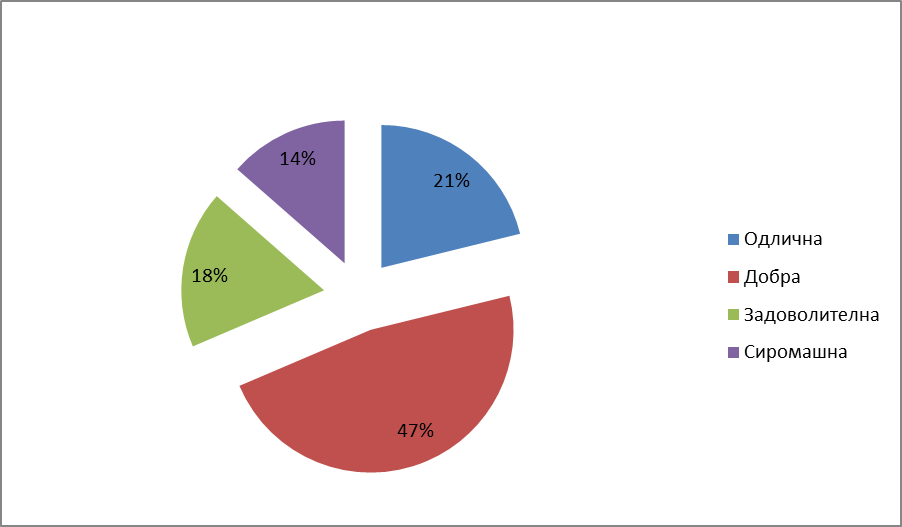 14%
21%
18%
47%
Одлична
Добра
Задоволителна
Сиромашна